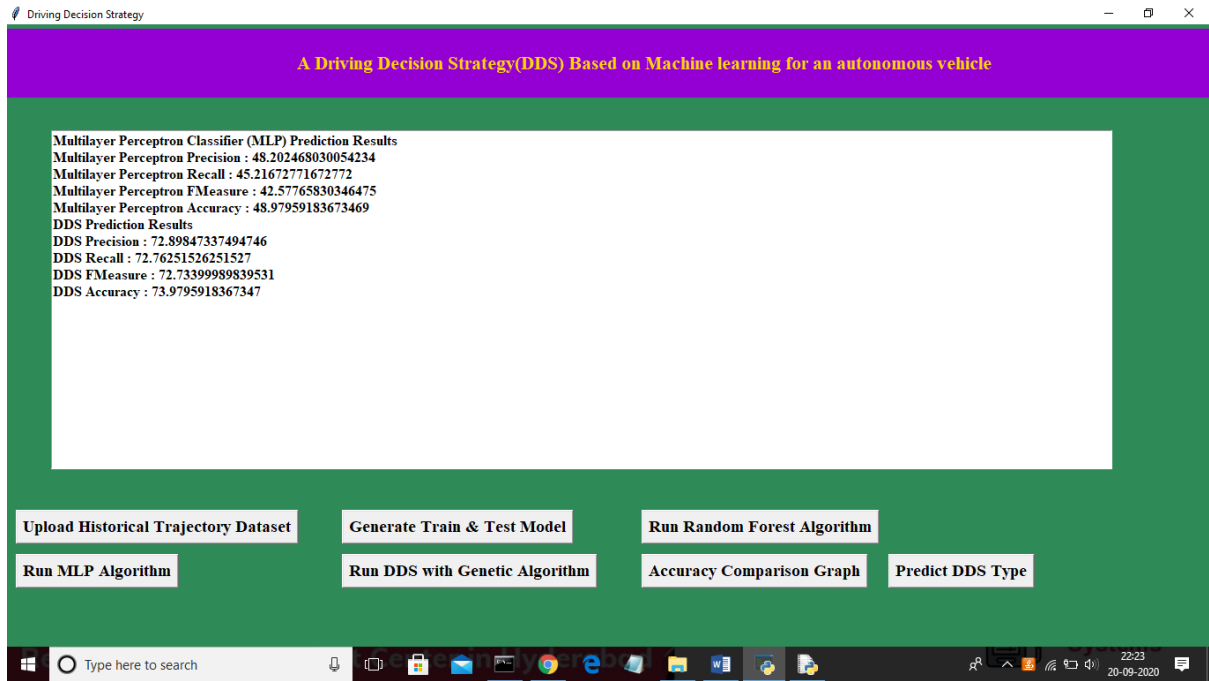 Driving Decision Strategy
A Driving Decision Strategy(DDS) Based on Machine learning for an autonomous vehicle
Multilayer Perceptron Classifier (MLP) Prediction Results
Multilayer Perceptron Precision : 48.202468030054234
Multilayer Perceptron Recall : 45.21672771672772
Multilayer Perceptron FMeasure : 42.57765830346475
Multilayer Perceptron Accuracy : 48.97959183673469
DDS Prediction Results
DDS Precision : 72.89847337494746
DDS Recall : 72.76251526251527
DDS FMeasure : 72.73399989839531
DDS Accuracy : 73.9795918367347
Upload Historical Trajectory Dataset
Generate Train & Test Model
Run Random Forest Algorithm
Run MLP Algorithm
Run DDS with Genetic Algorithm
Accuracy Comparison Graph
Predict DDS Type
Type here to search
22:23
20-09-2020